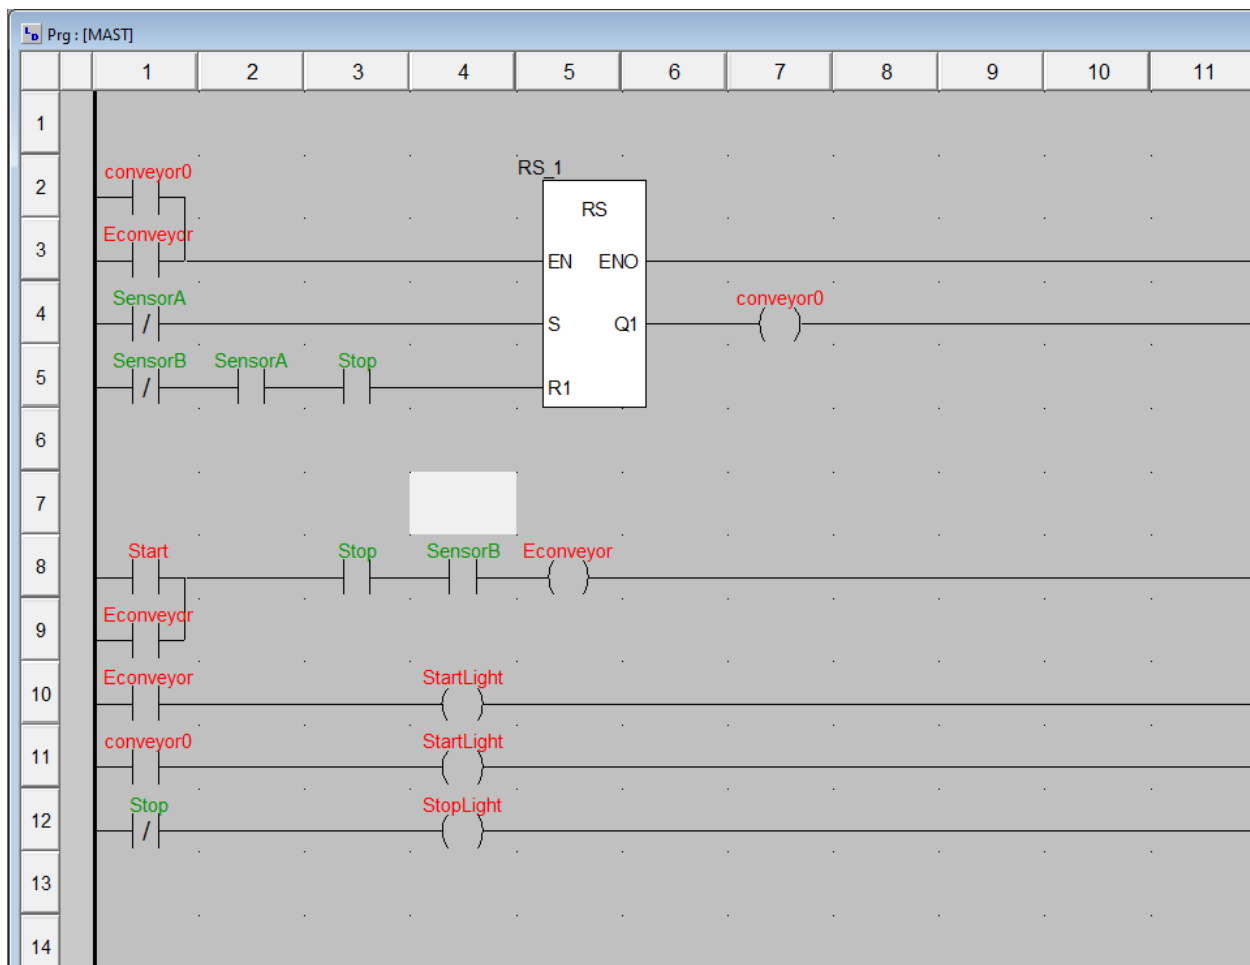 LD Prg : [MAST]
1 2 3 4 5 6 7 8 9 10 11
1
conveyor0 RS_1
2 RS
Econveyor
3 EN ENO
SensorA conveyor0
4 / S Q1
SensorB SensorA Stop
5 / R1
6
7
Start Stop SensorB Econveyor
8
Econveyor
9
Econveyor StartLight
10
conveyor0 StartLight
11
Stop StopLight
12 /
13
14